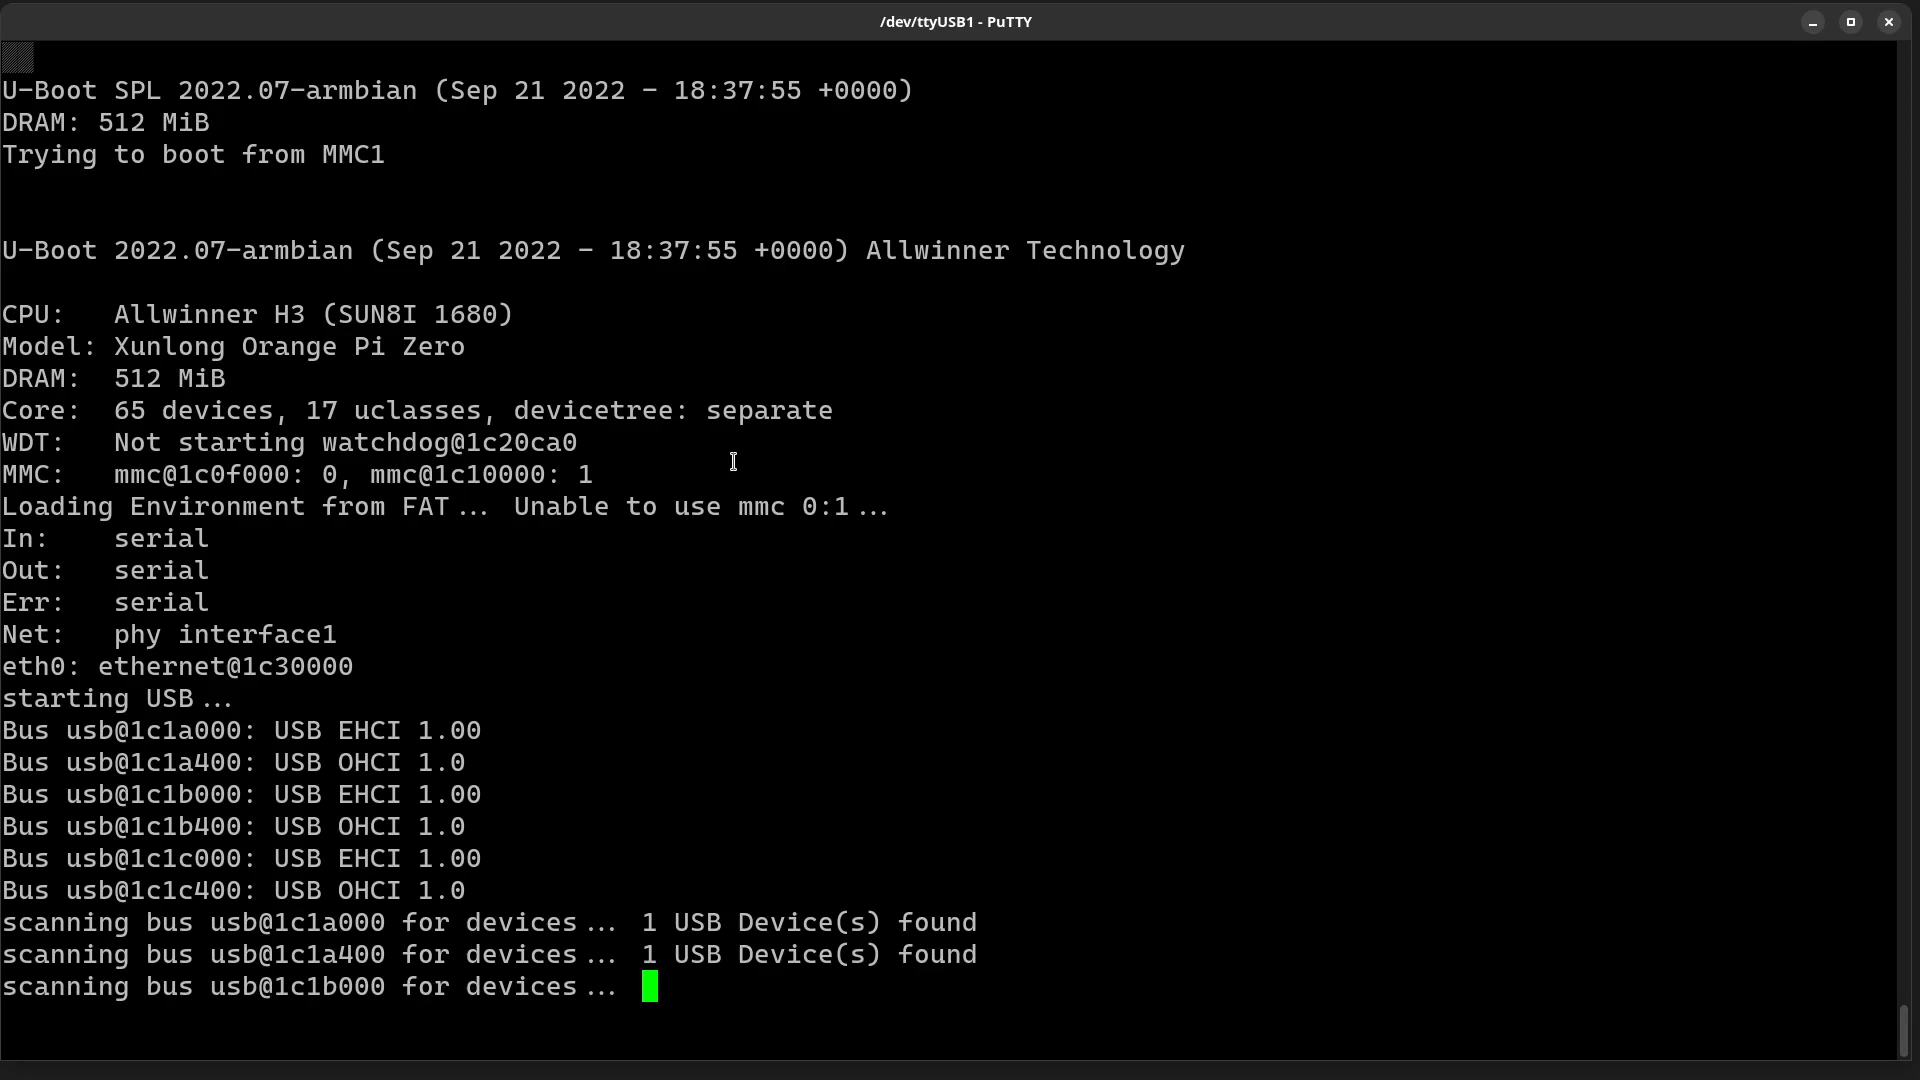 /dev/ttyUSB1 - PuTTY
U-Boot SPL 2022.07-armbian (Sep 21 2022 - 18:37:55 +0000)
DRAM: 512 MiB
Trying to boot from MMC1
U-Boot 2022.07-armbian (Sep 21 2022 - 18:37:55 +0000) Allwinner Technology
CPU:   Allwinner H3 (SUN8I 1680)
Model: Xunlong Orange Pi Zero
DRAM:  512 MiB
Core:  65 devices, 17 uclasses, devicetree: separate
WDT:   Not starting watchdog@1c20ca0
MMC:   mmc@1c0f000: 0, mmc@1c10000: 1
Loading Environment from FAT... Unable to use mmc 0:1...
In:    serial
Out:   serial
Err:   serial
Net:   phy interface1
eth0: ethernet@1c30000
starting USB...
Bus usb@1c1a000: USB EHCI 1.00
Bus usb@1c1a400: USB OHCI 1.0
Bus usb@1c1b000: USB EHCI 1.00
Bus usb@1c1b400: USB OHCI 1.0
Bus usb@1c1c000: USB EHCI 1.00
Bus usb@1c1c400: USB OHCI 1.0
scanning bus usb@1c1a000 for devices... 1 USB Device(s) found
scanning bus usb@1c1a400 for devices... 1 USB Device(s) found
scanning bus usb@1c1b000 for devices...